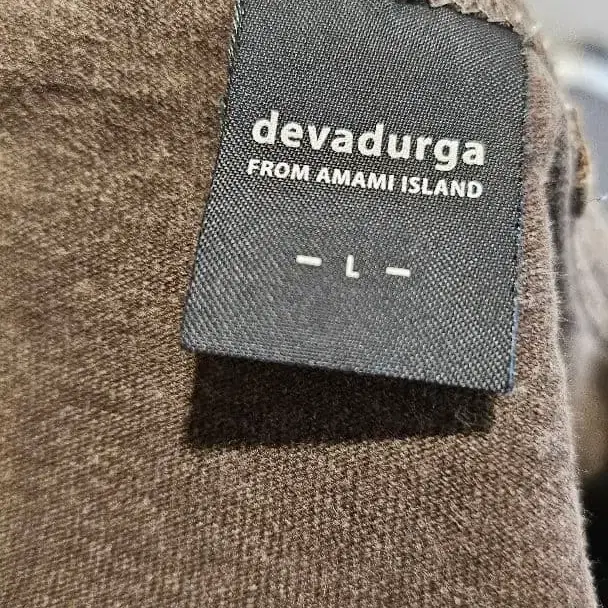 devadurga
FROM AMAMI ISLAND
- L -